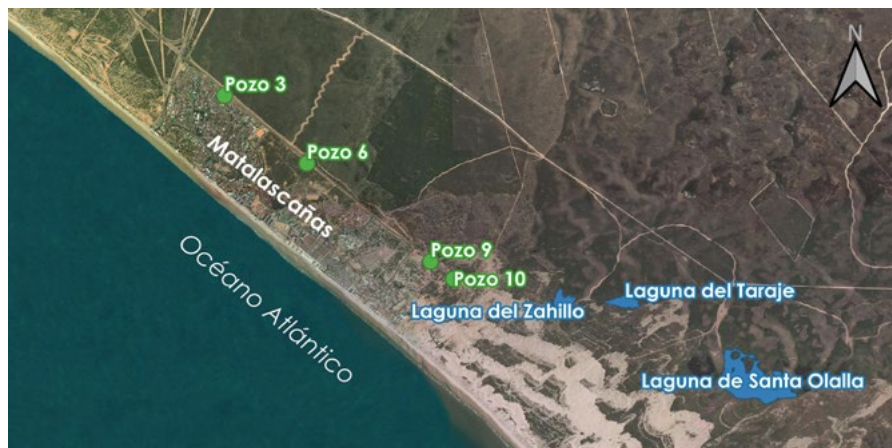 N
Pozo 3
Pozo 6
Matalascañas
Pozo 9
Pozo 10
Océano Atlántico
Laguna del Zahillo
Laguna del Taraje
Laguna de Santa Olalla